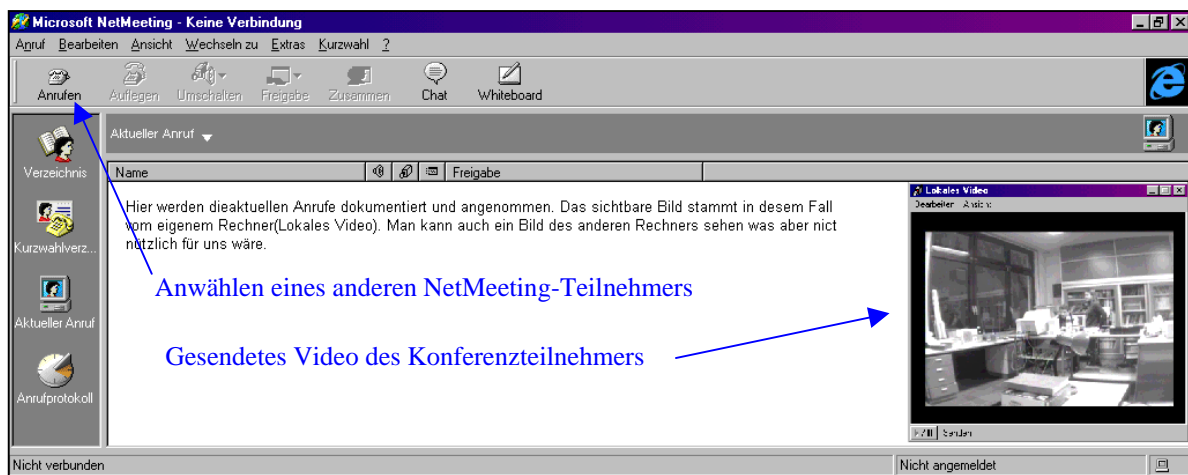 Microsoft NetMeeting - Keine Verbindung
Anruf Bearbeiten Ansicht Wechseln zu Extras Kurzwahl ?
Anrufen Auflegen Umschalten Freigabe Zusammen Chat Whiteboard
Aktueller Anruf
Verzeichnis
Name Freigabe
Lokales Video
Bearbeiten Ansicht
Hier werden dieaktuellen Anrufe dokumentiert und angenommen. Das sichtbare Bild stammt in desem Fall
vom eigenem Rechner(Lokales Video). Man kann auch ein Bild des anderen Rechners sehen was aber nict
nützlich für uns wäre.
Kurzwahlverz...
Anwählen eines anderen NetMeeting-Teilnehmers
Aktueller Anruf
Gesendetes Video des Konferenzteilnehmers
Anrufprotokoll
Senden
Nicht verbunden Nicht angemeldet